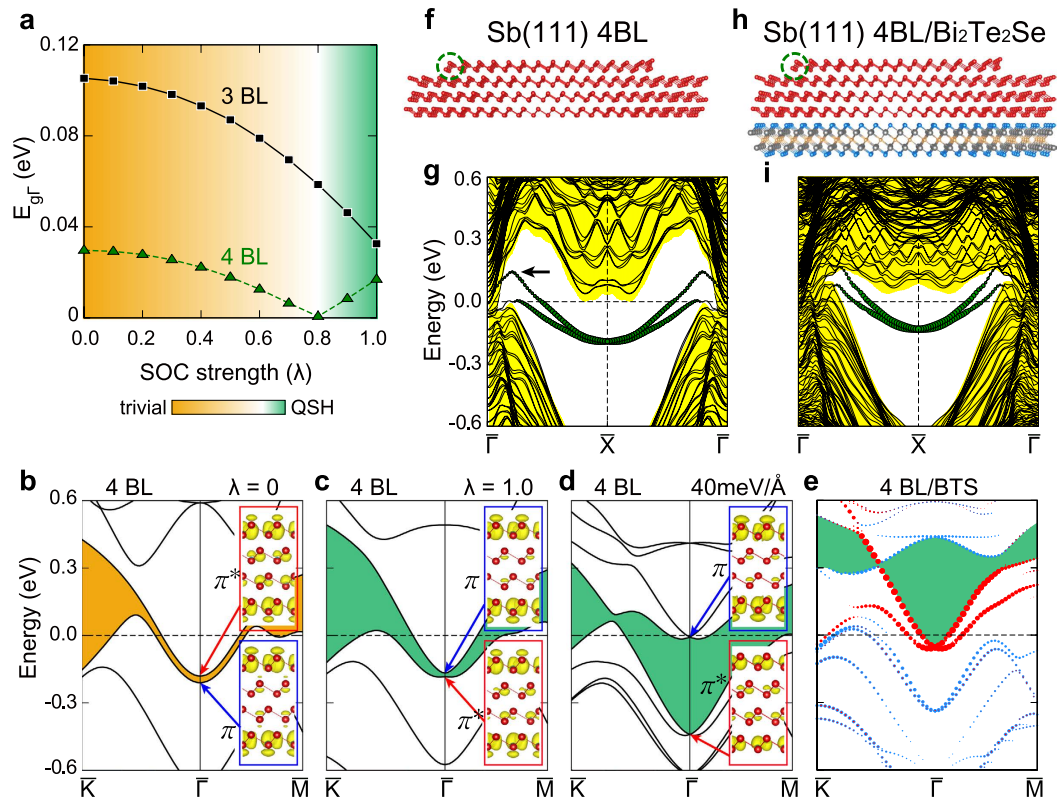 a
0.12
0.08
0.04
0
E_gΓ (eV)
3 BL
4 BL
0.0 0.2 0.4 0.6 0.8 1.0
SOC strength (λ)
trivial QSH
f
Sb(111) 4BL
h
Sb(111) 4BL/Bi₂Te₂Se
g
0.6
0.3
0.0
-0.3
-0.6
Energy (eV)
Γ̅ X̅ Γ̅
i
Γ̅ X̅ Γ̅
b
4 BL λ = 0
0.6
0.3
0.0
-0.3
-0.6
Energy (eV)
π*
π
K̅ Γ̅ M̅
c
4 BL λ = 1.0
π
π*
K̅ Γ̅ M̅
d
4 BL 40meV/Å
π
π*
K̅ Γ̅ M̅
e
4 BL/BTS
K̅ Γ̅ M̅